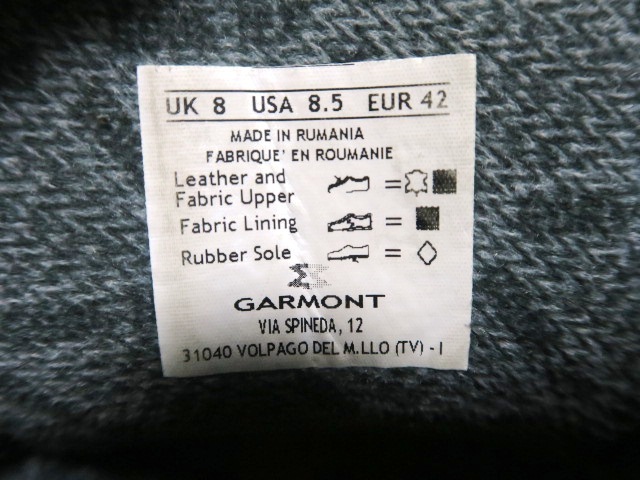 UK 8 USA 8.5 EUR 42
MADE IN RUMANIA
FABRIQUE' EN ROUMANIE
Leather and
Fabric Upper =
Fabric Lining =
Rubber Sole =
GARMONT
VIA SPINEDA, 12
31040 VOLPAGO DEL M.LLO (TV) - I